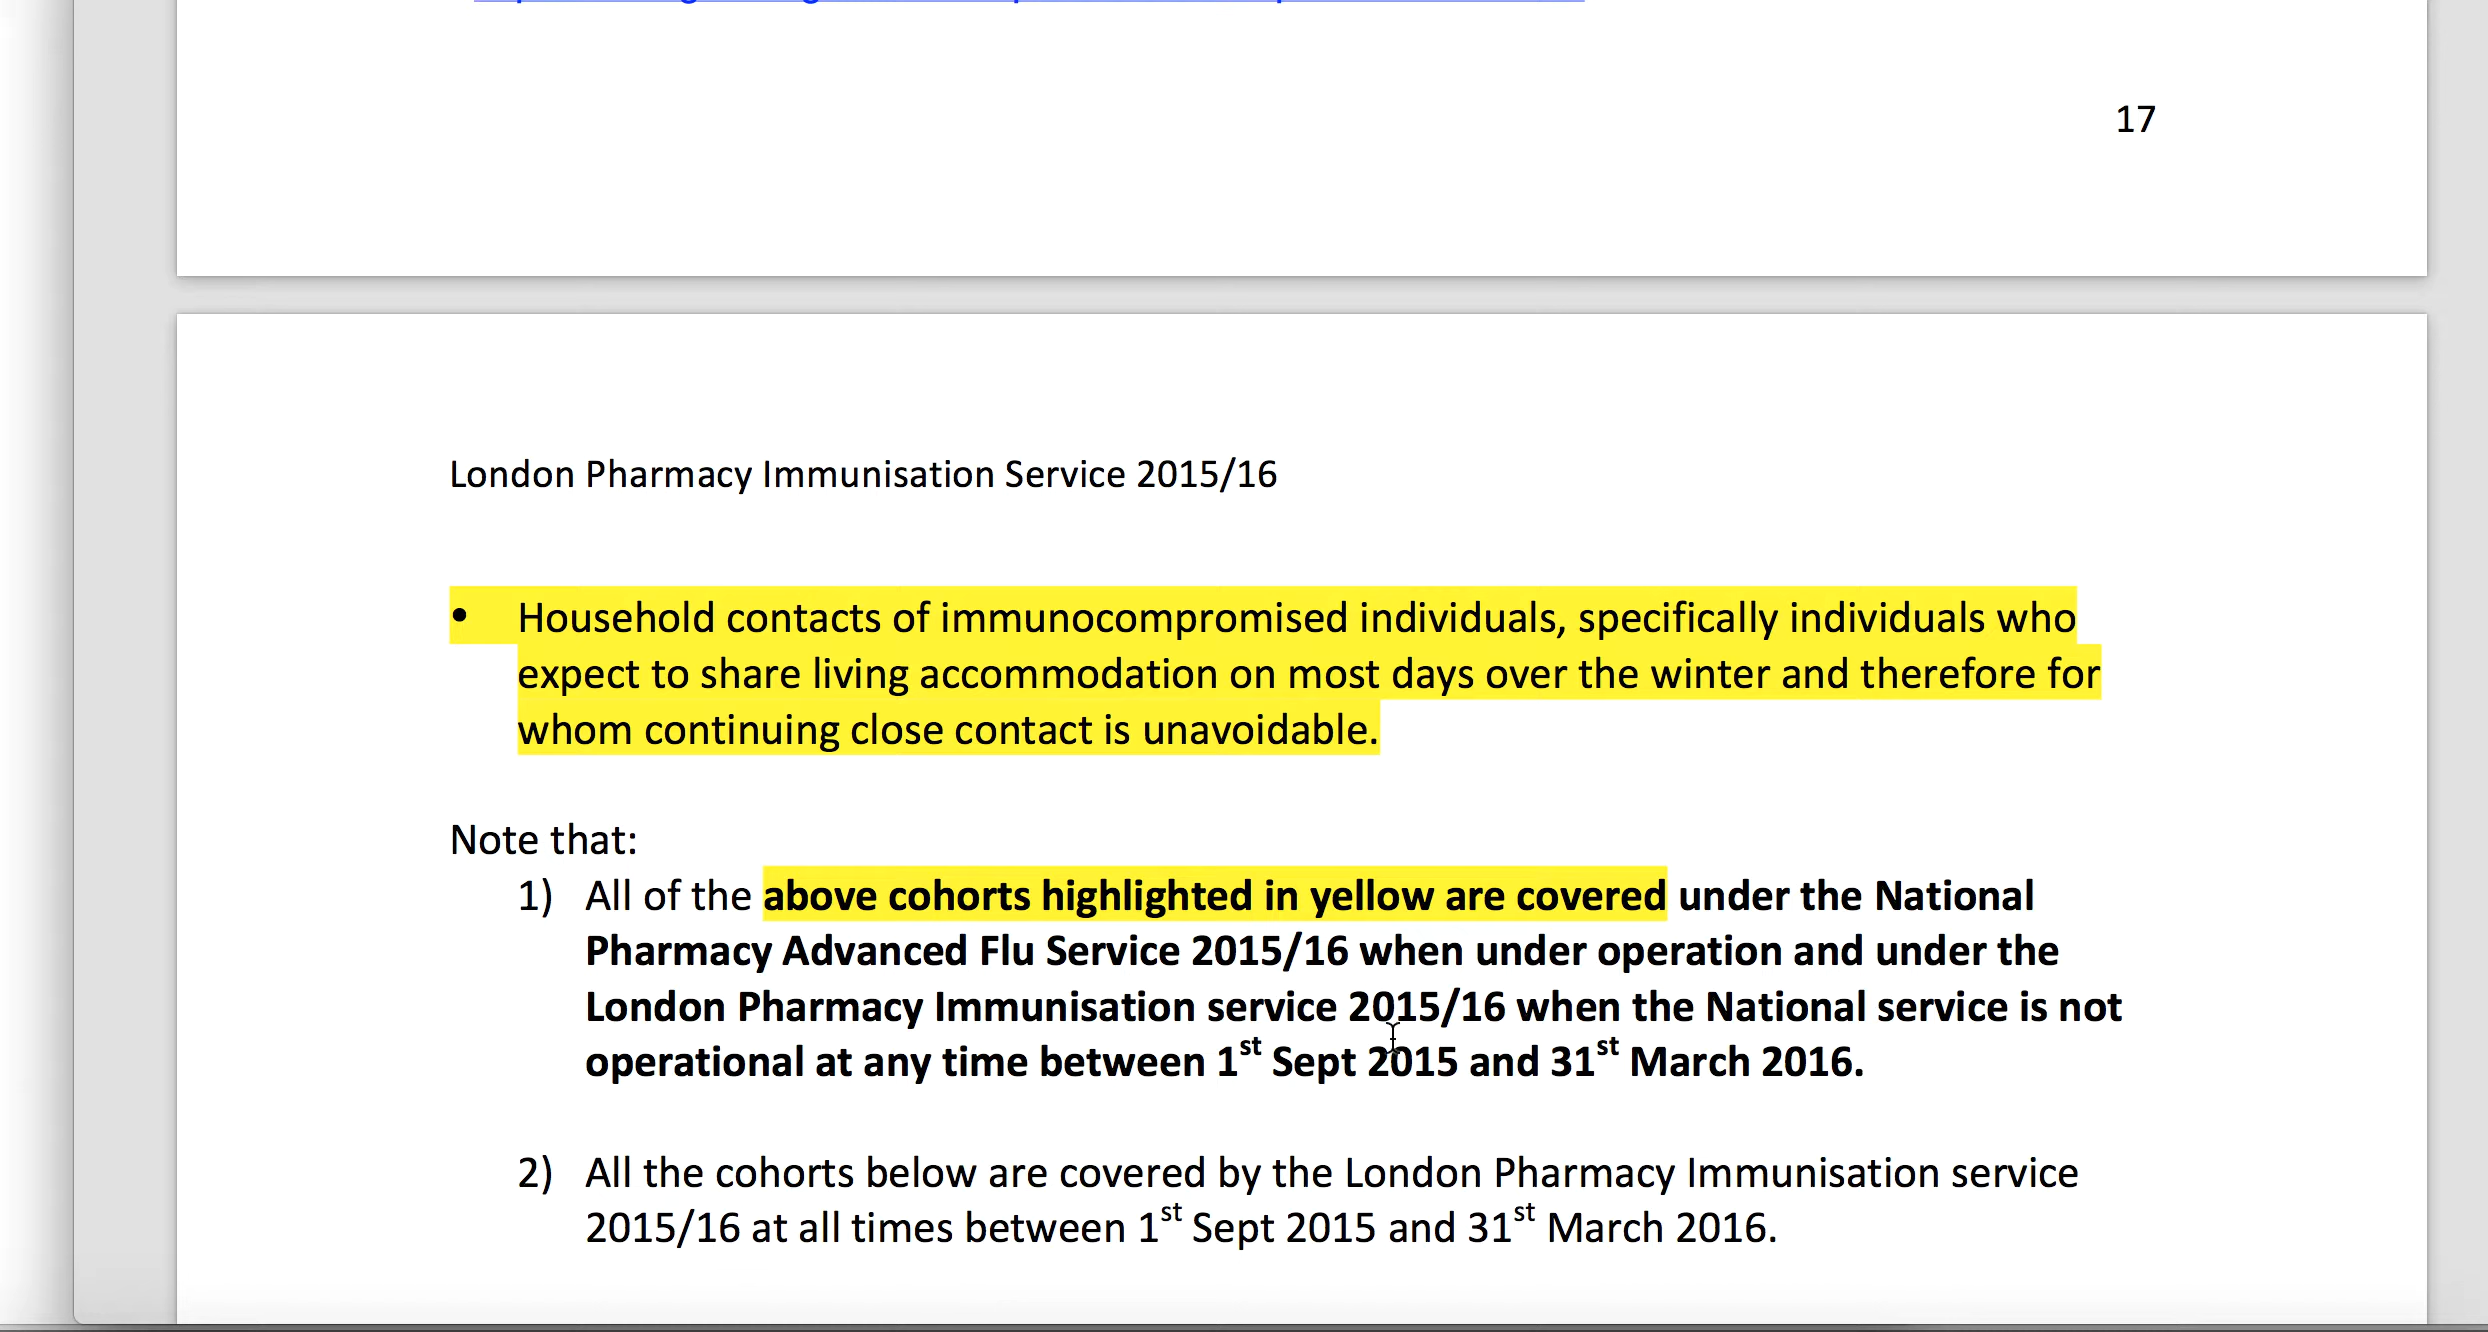 17
London Pharmacy Immunisation Service 2015/16
• Household contacts of immunocompromised individuals, specifically individuals who
expect to share living accommodation on most days over the winter and therefore for
whom continuing close contact is unavoidable.
Note that:
1) All of the above cohorts highlighted in yellow are covered under the National
Pharmacy Advanced Flu Service 2015/16 when under operation and under the
London Pharmacy Immunisation service 2015/16 when the National service is not
operational at any time between 1st Sept 2015 and 31st March 2016.
2) All the cohorts below are covered by the London Pharmacy Immunisation service
2015/16 at all times between 1st Sept 2015 and 31st March 2016.